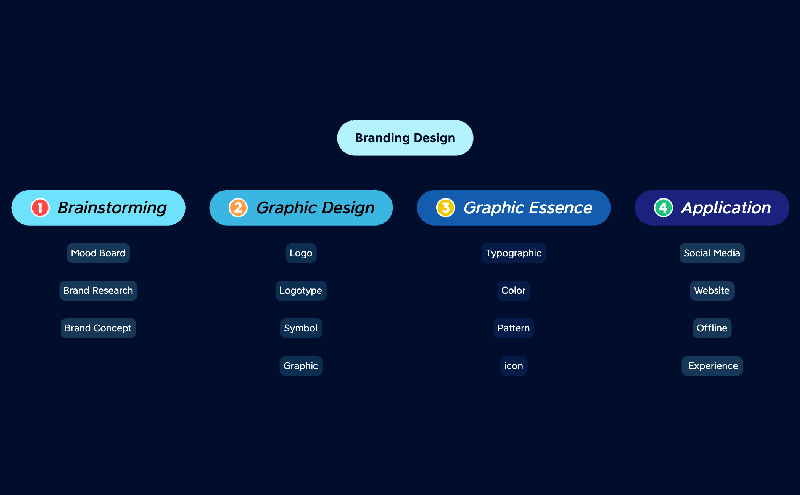 Branding Design
1 Brainstorming
Mood Board
Brand Research
Brand Concept
2 Graphic Design
Logo
Logotype
Symbol
Graphic
3 Graphic Essence
Typographic
Color
Pattern
icon
4 Application
Social Media
Website
Offline
Experience